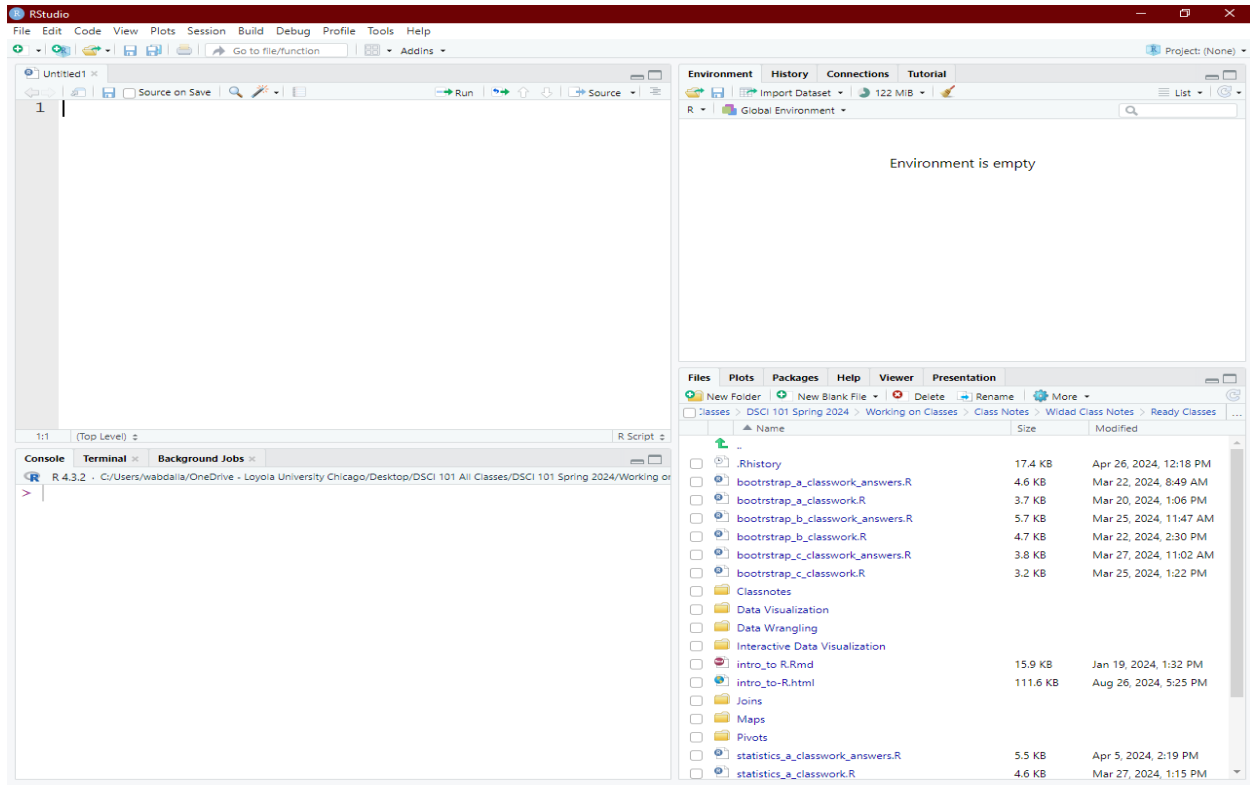 RStudio
File Edit Code View Plots Session Build Debug Profile Tools Help
Go to file/function Addins Project: (None)
Untitled1
Source on Save Run Source
1
1:1 (Top Level) R Script
Console Terminal Background Jobs
R 4.3.2 · C:/Users/wabdalla/OneDrive - Loyola University Chicago/Desktop/DSCI 101 All Classes/DSCI 101 Spring 2024/Working or
>
Environment History Connections Tutorial
Import Dataset 122 MiB List
R Global Environment
Environment is empty
Files Plots Packages Help Viewer Presentation
New Folder New Blank File Delete Rename More
Classes > DSCI 101 Spring 2024 > Working on Classes > Class Notes > Widad Class Notes > Ready Classes ...
Name Size Modified
..
.Rhistory 17.4 KB Apr 26, 2024, 12:18 PM
bootrstrap_a_classwork_answers.R 4.6 KB Mar 22, 2024, 8:49 AM
bootrstrap_a_classwork.R 3.7 KB Mar 20, 2024, 1:06 PM
bootrstrap_b_classwork_answers.R 5.7 KB Mar 25, 2024, 11:47 AM
bootrstrap_b_classwork.R 4.7 KB Mar 22, 2024, 2:30 PM
bootrstrap_c_classwork_answers.R 3.8 KB Mar 27, 2024, 11:02 AM
bootrstrap_c_classwork.R 3.2 KB Mar 25, 2024, 1:22 PM
Classnotes
Data Visualization
Data Wrangling
Interactive Data Visualization
intro_to R.Rmd 15.9 KB Jan 19, 2024, 1:32 PM
intro_to-R.html 111.6 KB Aug 26, 2024, 5:25 PM
Joins
Maps
Pivots
statistics_a_classwork_answers.R 5.5 KB Apr 5, 2024, 2:19 PM
statistics_a_classwork.R 4.6 KB Mar 27, 2024, 1:15 PM